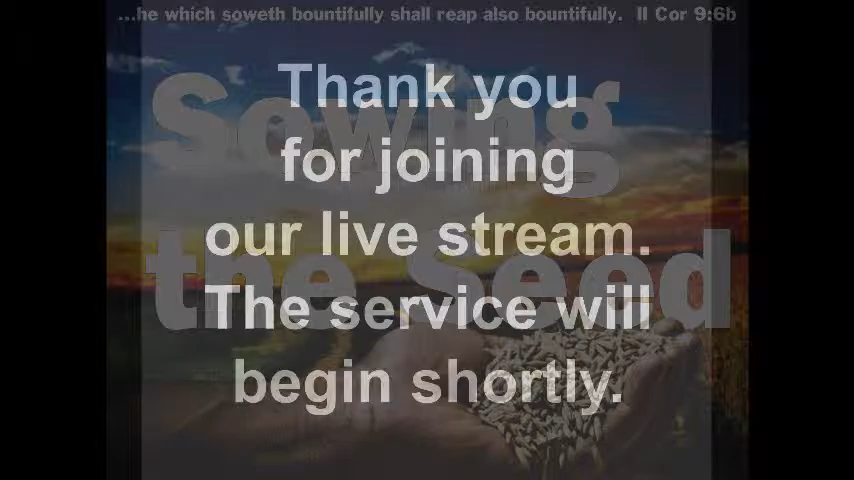 ...he which soweth bountifully shall reap also bountifully. II Cor 9:6b
Sowing
the Seed
Thank you
for joining
our live stream.
The service will
begin shortly.